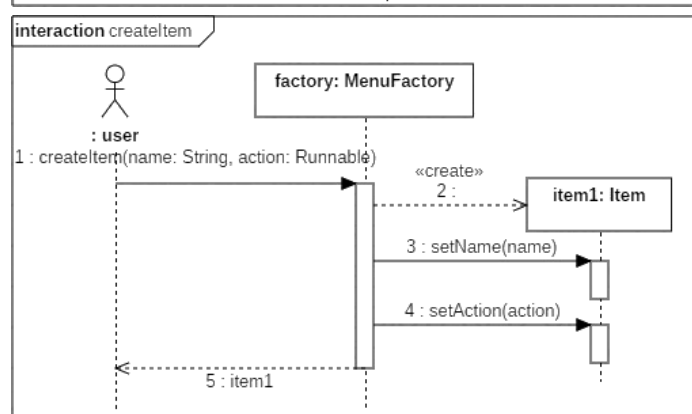 interaction createItem
factory: MenuFactory
: user
1 : createItem(name: String, action: Runnable)
«create»
2 :
item1: Item
3 : setName(name)
4 : setAction(action)
5 : item1